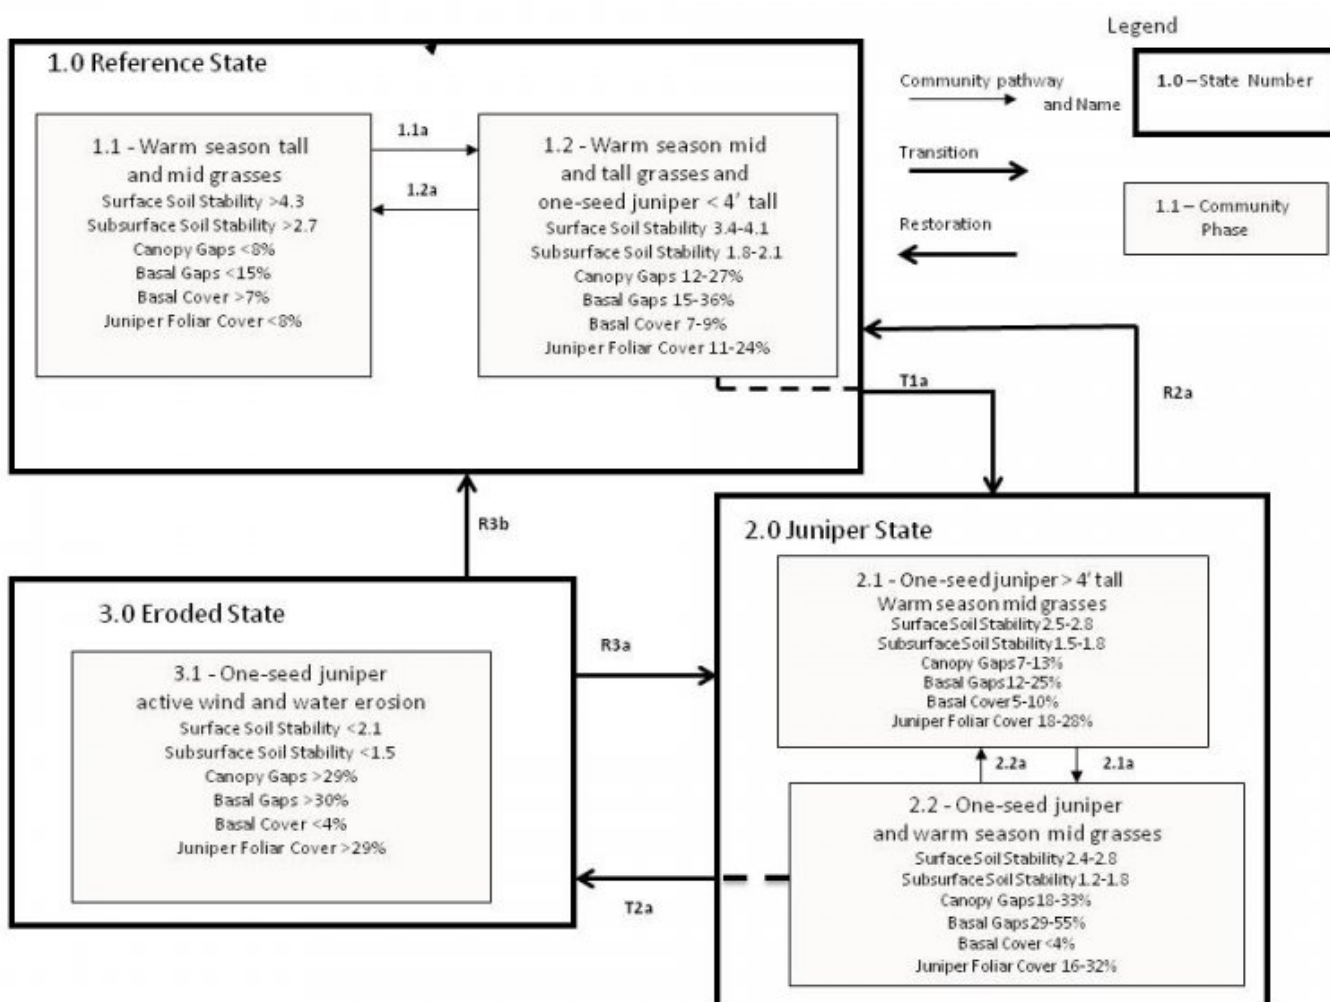 Legend
1.0 Reference State
1.1 - Warm season tall
and mid grasses
Surface Soil Stability >4.3
Subsurface Soil Stability >2.7
Canopy Gaps <8%
Basal Gaps <15%
Basal Cover >7%
Juniper Foliar Cover <8%
1.1a
1.2a
1.2 - Warm season mid
and tall grasses and
one-seed juniper < 4' tall
Surface Soil Stability 3.4-4.1
Subsurface Soil Stability 1.8-2.1
Canopy Gaps 12-27%
Basal Gaps 15-36%
Basal Cover 7-9%
Juniper Foliar Cover 11-24%
Community pathway
and Name
1.0 – State Number
Transition
1.1 – Community
Phase
Restoration
T1a
R2a
R3b
2.0 Juniper State
2.1 - One-seed juniper > 4' tall
Warm season mid grasses
Surface Soil Stability 2.5-2.8
Subsurface Soil Stability 1.5-1.8
Canopy Gaps 7-13%
Basal Gaps 12-25%
Basal Cover 5-10%
Juniper Foliar Cover 18-28%
2.2a
2.1a
2.2 - One-seed juniper
and warm season mid grasses
Surface Soil Stability 2.4-2.8
Subsurface Soil Stability 1.2-1.8
Canopy Gaps 18-33%
Basal Gaps 29-55%
Basal Cover <4%
Juniper Foliar Cover 16-32%
3.0 Eroded State
3.1 - One-seed juniper
active wind and water erosion
Surface Soil Stability <2.1
Subsurface Soil Stability <1.5
Canopy Gaps >29%
Basal Gaps >30%
Basal Cover <4%
Juniper Foliar Cover >29%
R3a
T2a